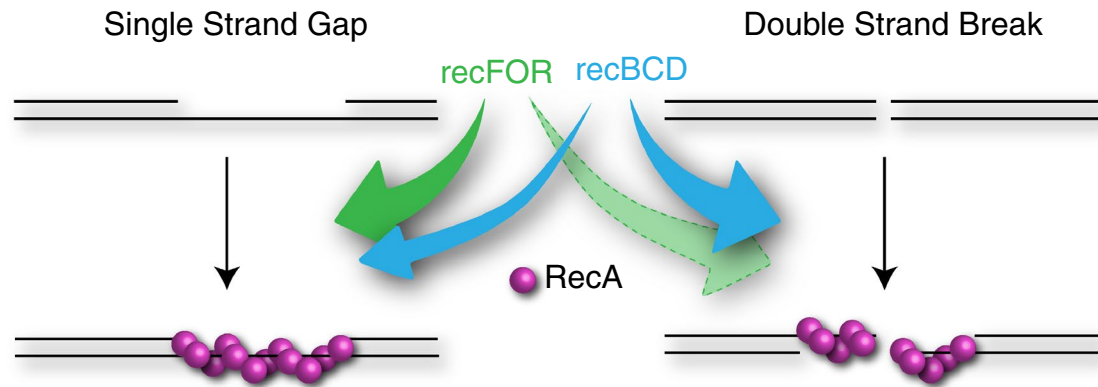 Single Strand Gap
Double Strand Break
recFOR
recBCD
RecA